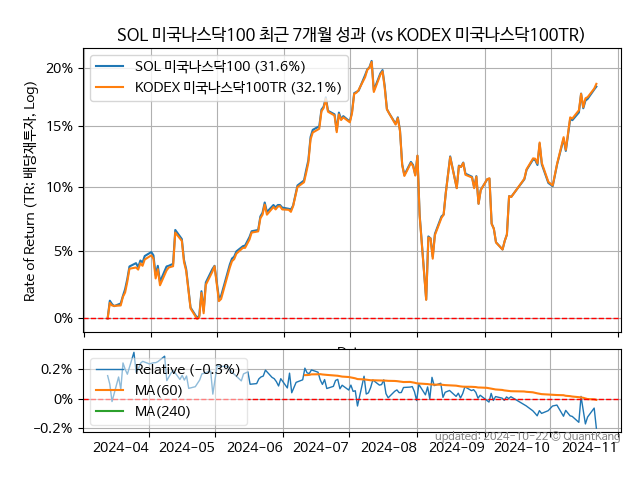 SOL 미국나스닥100 최근 7개월 성과 (vs KODEX 미국나스닥100TR)
Rate of Return (TR: 배당재투자, Log)
20%
15%
10%
5%
0%
SOL 미국나스닥100 (31.6%)
KODEX 미국나스닥100TR (32.1%)
0.2%
0%
−0.2%
Relative (−0.3%)
MA(60)
MA(240)
updated: 2024-10-22 © QuantKang
2024-04
2024-05
2024-06
2024-07
2024-08
2024-09
2024-10
2024-11